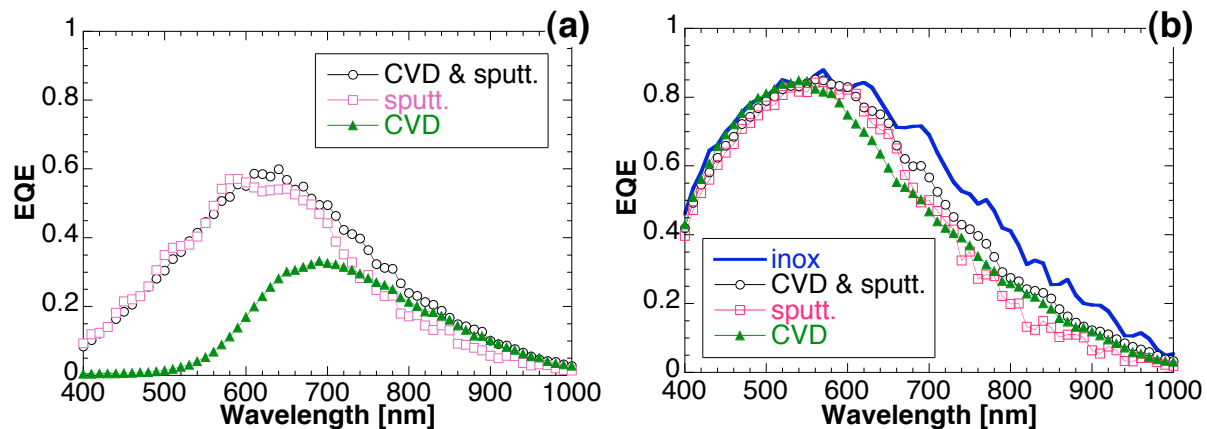 (a)
CVD & sputt.
sputt.
CVD
EQE
1
0.8
0.6
0.4
0.2
0
400 500 600 700 800 900 1000
Wavelength [nm]
(b)
inox
CVD & sputt.
sputt.
CVD
EQE
1
0.8
0.6
0.4
0.2
0
400 500 600 700 800 900 1000
Wavelength [nm]